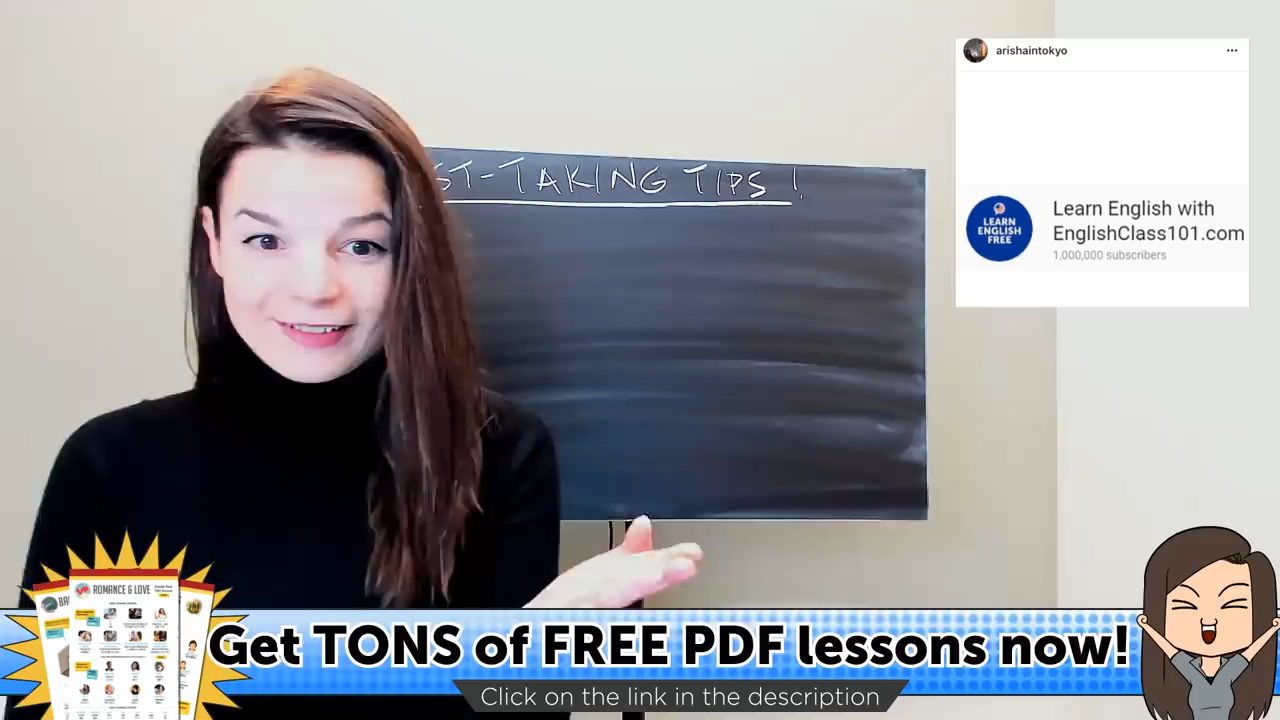 arishaintokyo
LEARN
ENGLISH
FREE
Learn English with
EnglishClass101.com
1,000,000 subscribers
ST-TAKING TIPS!
ROMANCE & LOVE
BA
Get TONS of FREE PDF lessons now!
Click on the link in the description